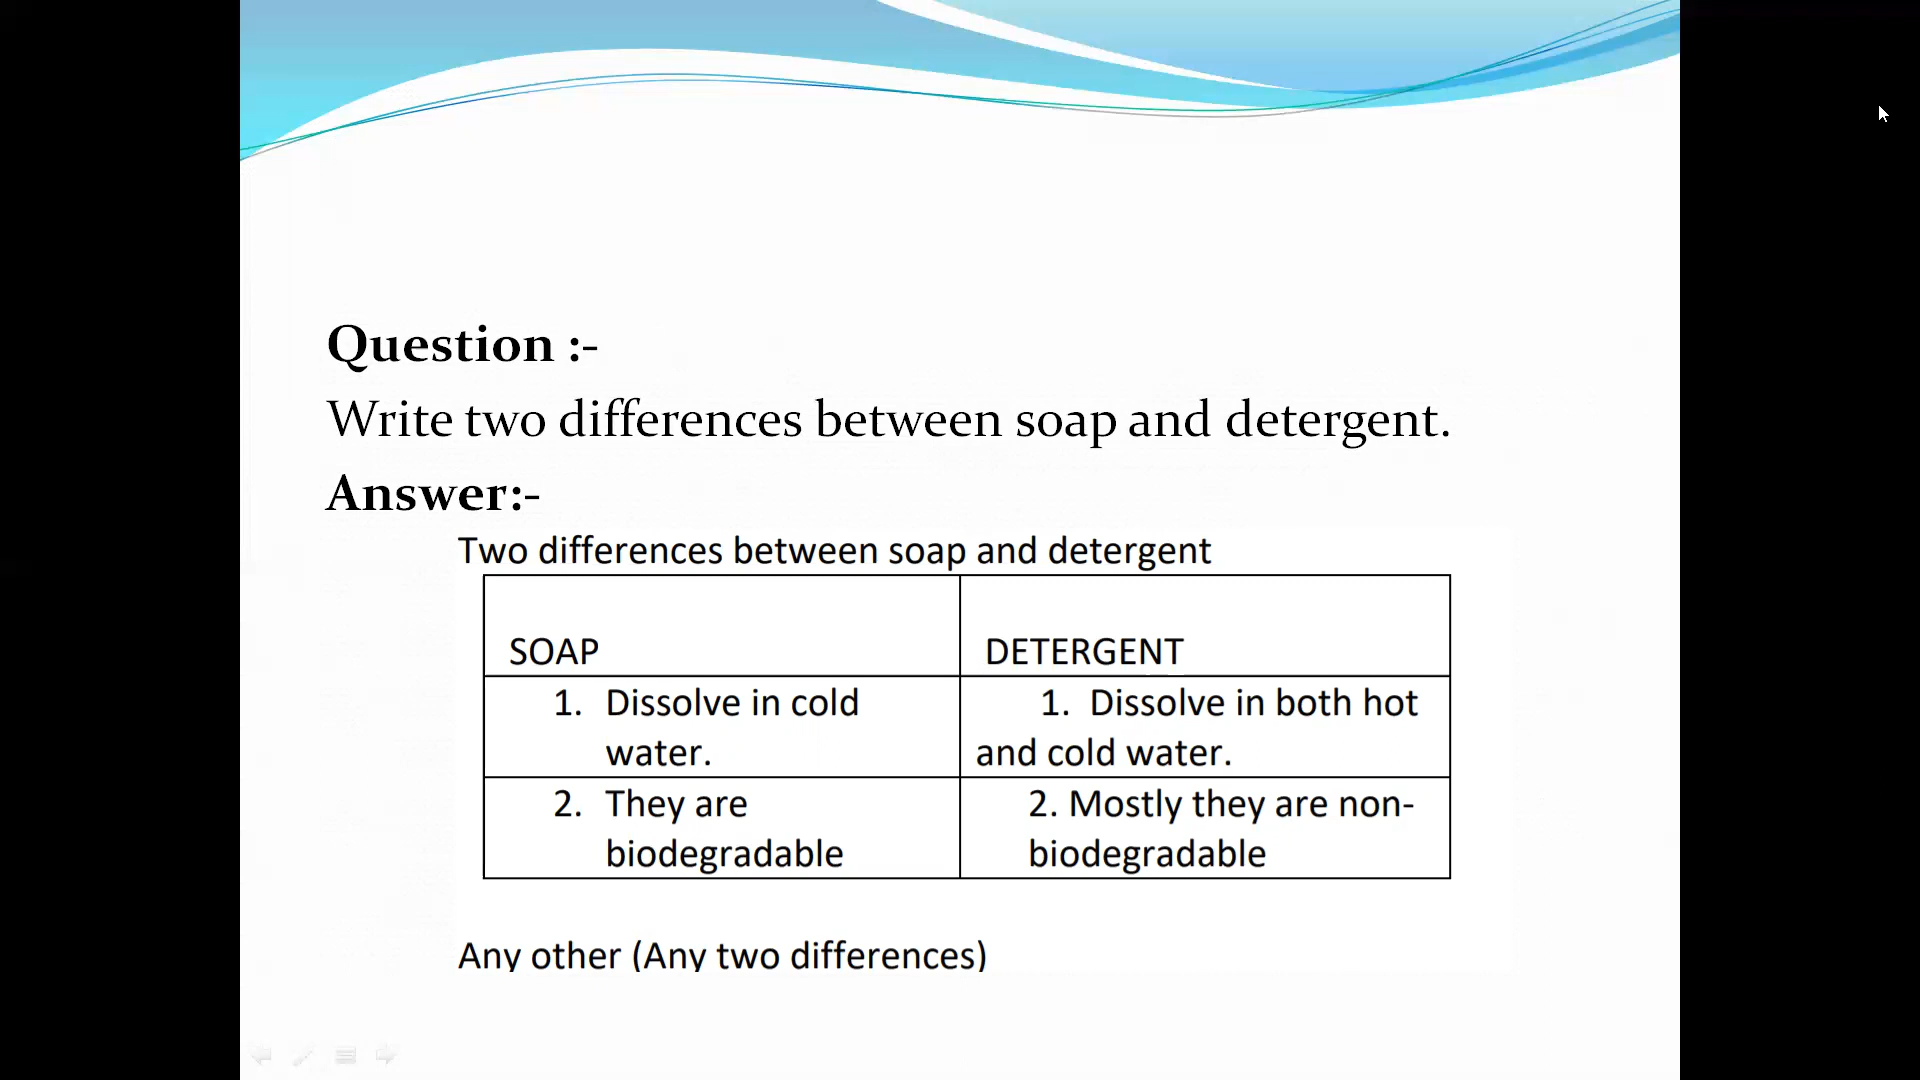 Question :-
Write two differences between soap and detergent.
Answer:-
Two differences between soap and detergent
SOAP
DETERGENT
1. Dissolve in cold
water.
1. Dissolve in both hot
and cold water.
2. They are
biodegradable
2. Mostly they are non-
biodegradable
Any other (Any two differences)